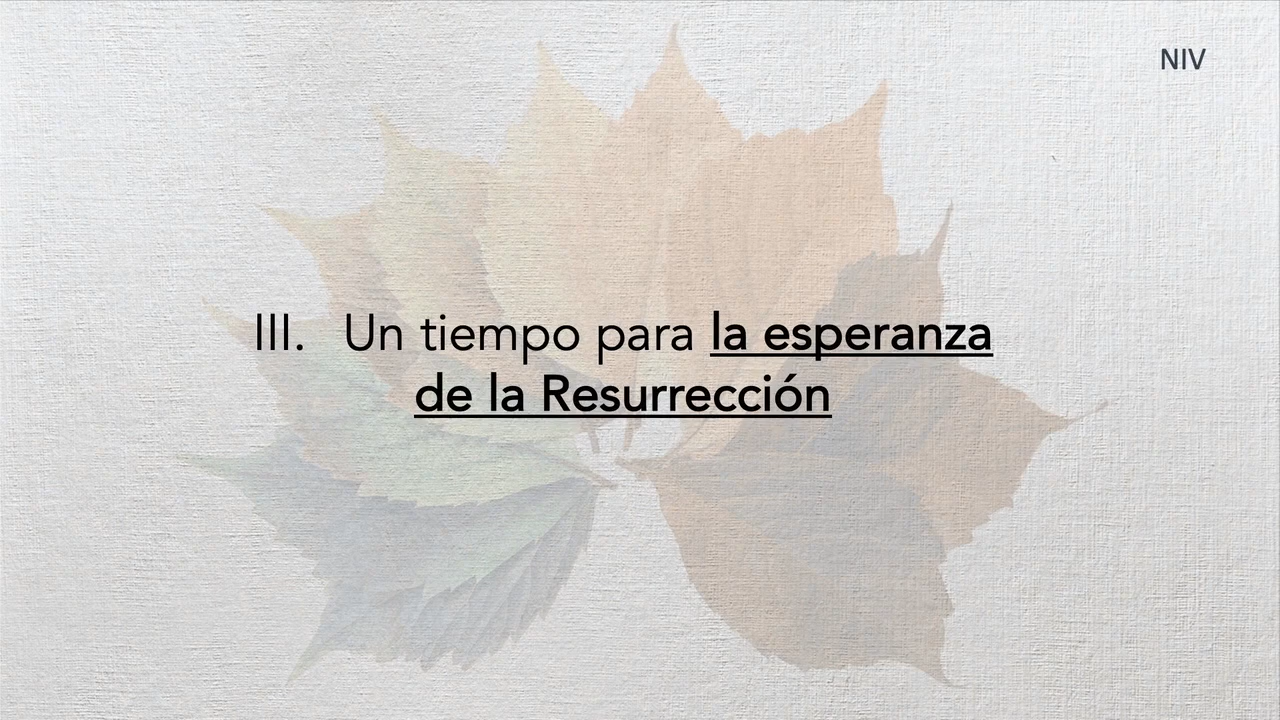 NIV
III. Un tiempo para la esperanza
de la Resurrección